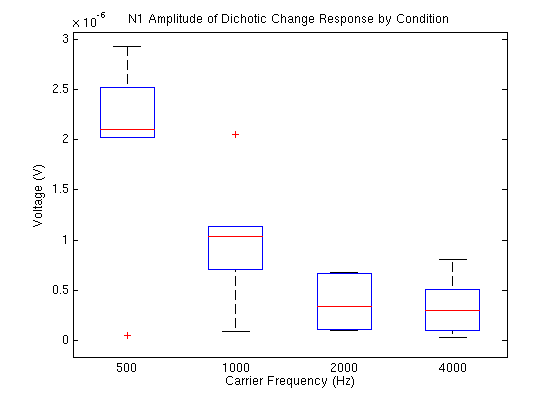 N1 Amplitude of Dichotic Change Response by Condition
× 10^-6
3
2.5
2
1.5
1
0.5
0
Voltage (V)
500 1000 2000 4000
Carrier Frequency (Hz)